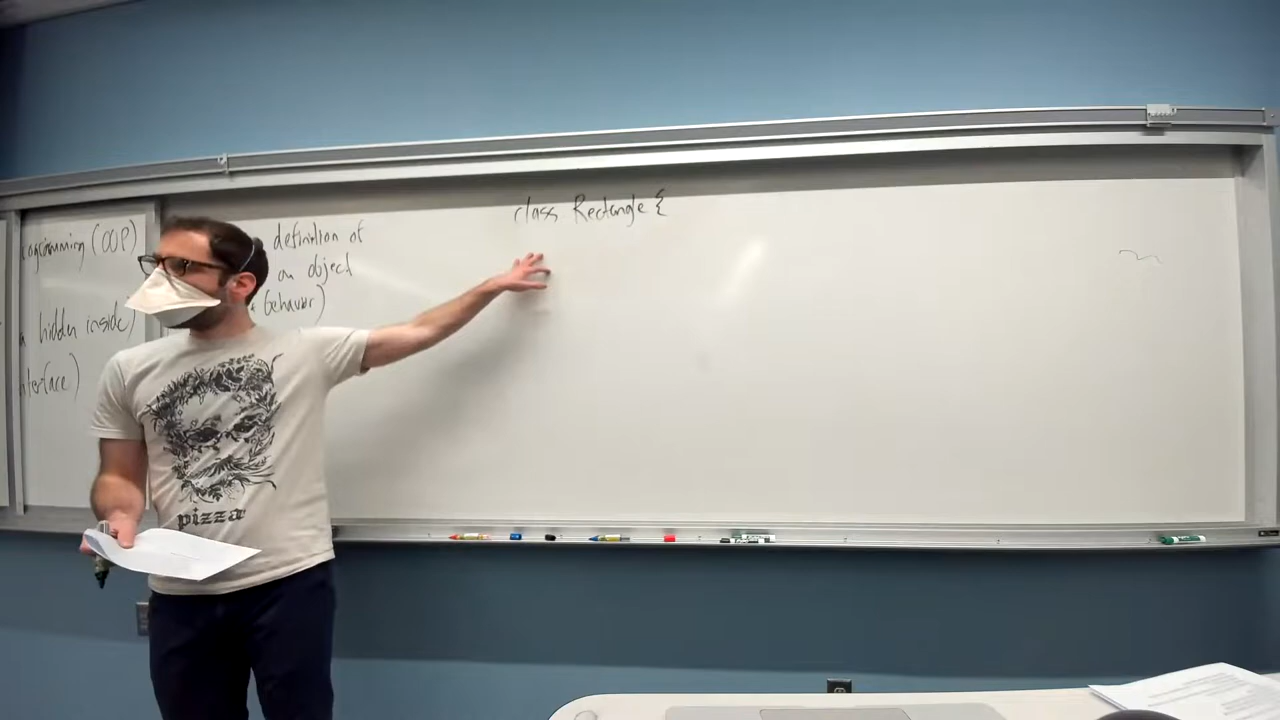 rogramming (OOP)
hidden inside)
nterface)
definition of
an object
behavior)
class Rectangle {
pizza